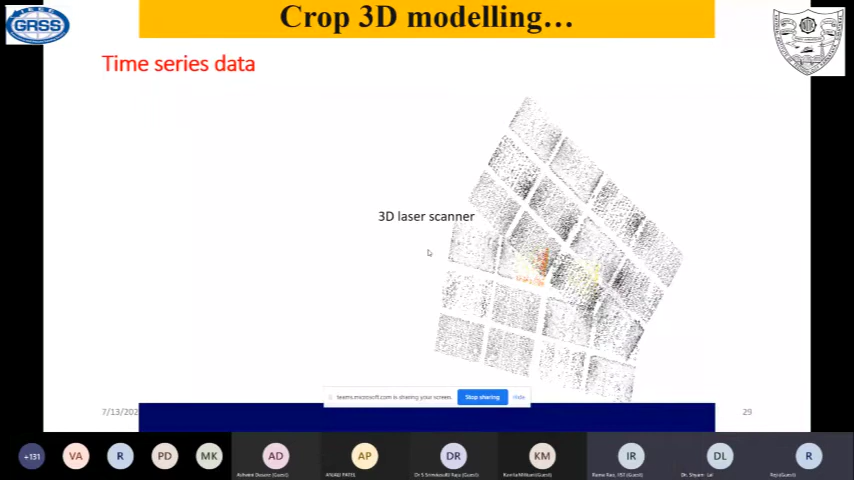 Crop 3D modelling…
GRSS
Time series data
3D laser scanner
teams.microsoft.com is sharing your screen.
Stop sharing
Hide
7/13/202
29
+131
VA
R
PD
MK
AD
AP
DR
KM
IR
DL
R